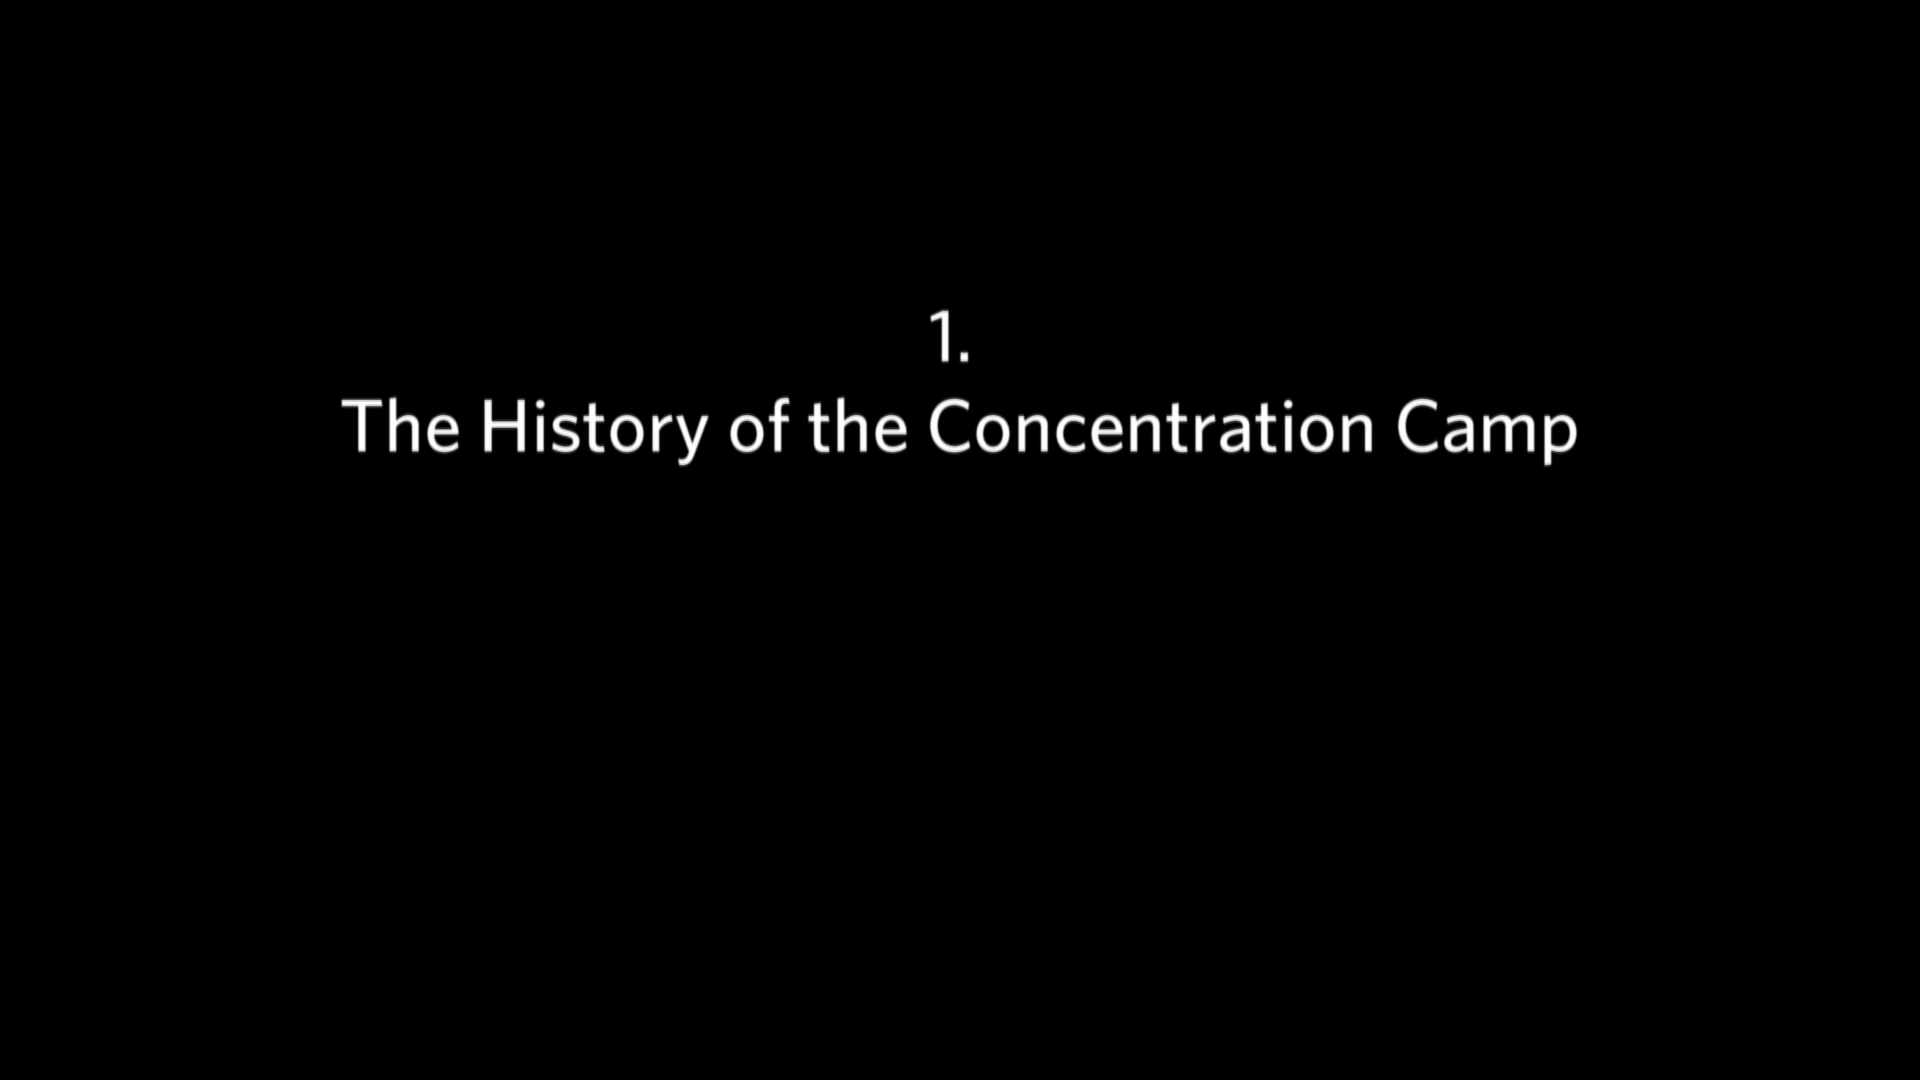 1.
The History of the Concentration Camp